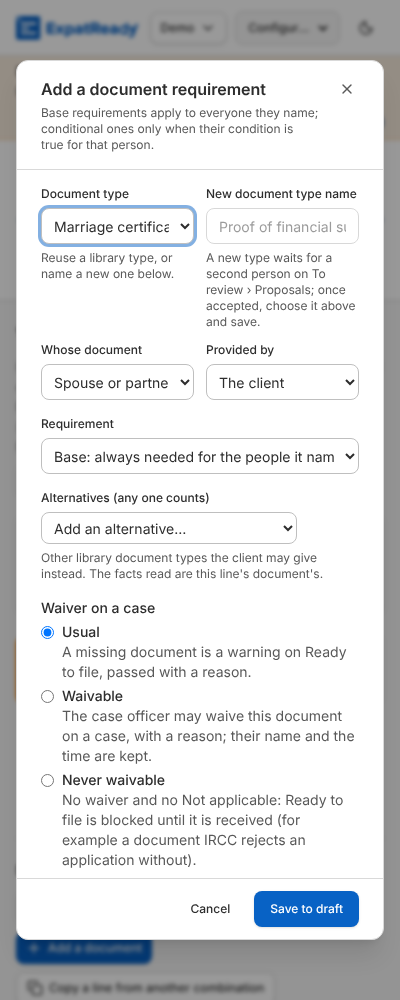 ExpatReady
Demo
Configur...
Add a document requirement
Base requirements apply to everyone they name;
conditional ones only when their condition is
true for that person.
Document type
New document type name
Marriage certifica
Proof of financial su
Reuse a library type, or
name a new one below.
A new type waits for a
second person on To
review › Proposals; once
accepted, choose it above
and save.
Whose document
Provided by
Spouse or partne
The client
Requirement
Base: always needed for the people it nam
Alternatives (any one counts)
Add an alternative...
Other library document types the client may give
instead. The facts read are this line's document's.
Waiver on a case
Usual
A missing document is a warning on Ready
to file, passed with a reason.
Waivable
The case officer may waive this document
on a case, with a reason; their name and the
time are kept.
Never waivable
No waiver and no Not applicable: Ready to
file is blocked until it is received (for
example a document IRCC rejects an
application without).
Cancel
Save to draft
+ Add a document
Copy a line from another combination